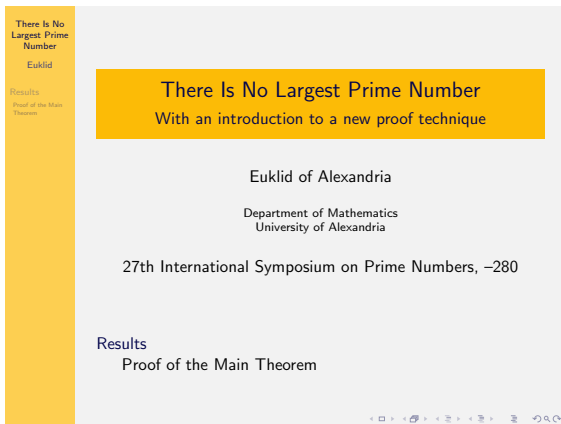 There Is No
Largest Prime
Number
Euklid
Results
Proof of the Main
Theorem
There Is No Largest Prime Number
With an introduction to a new proof technique
Euklid of Alexandria
Department of Mathematics
University of Alexandria
27th International Symposium on Prime Numbers, –280
Results
Proof of the Main Theorem